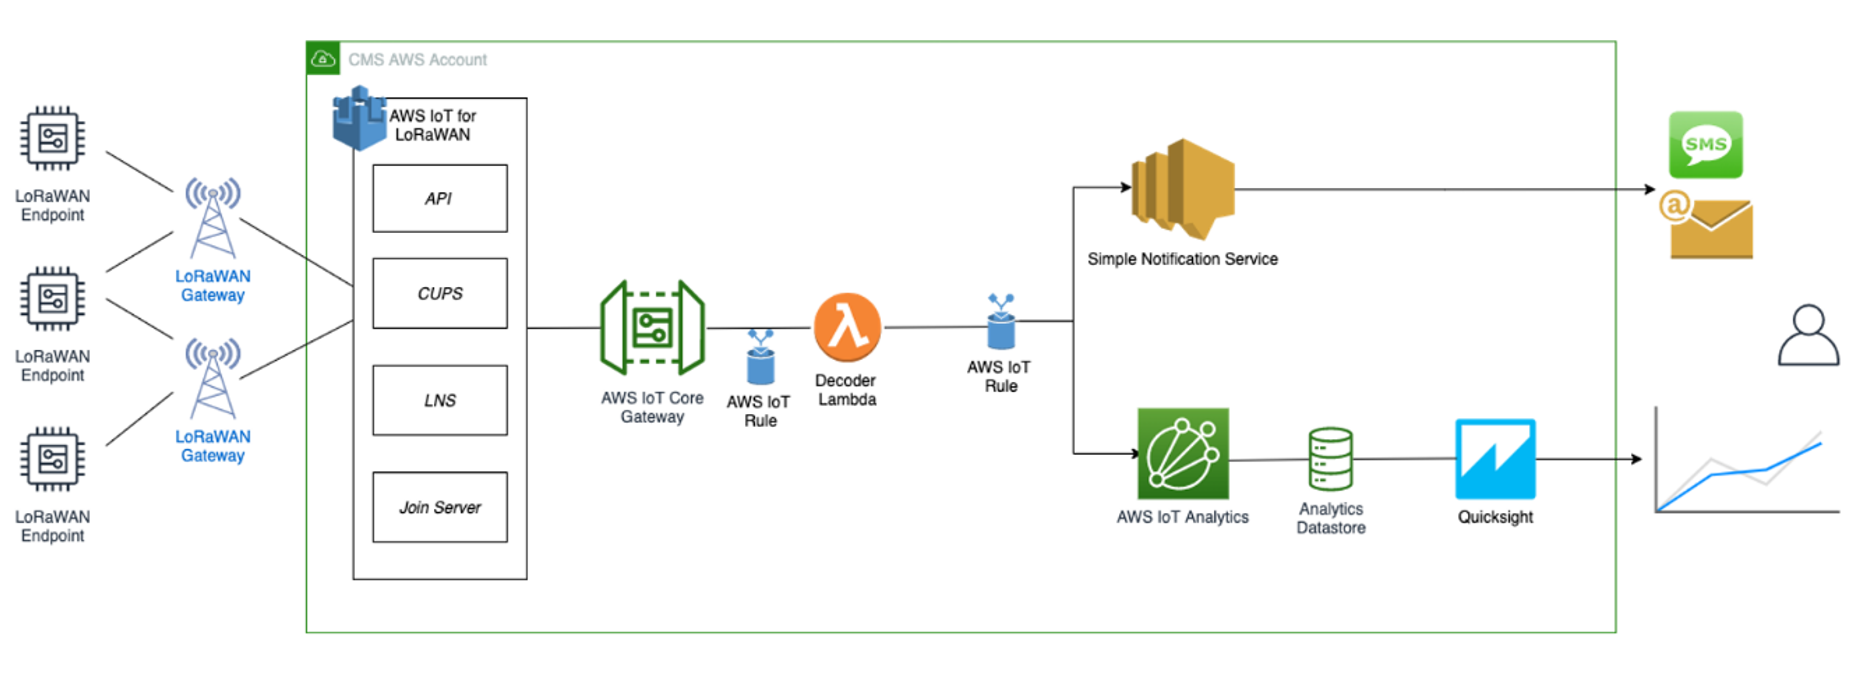 CMS AWS Account
LoRaWAN
Endpoint
LoRaWAN
Endpoint
LoRaWAN
Endpoint
LoRaWAN
Gateway
LoRaWAN
Gateway
AWS IoT for
LoRaWAN
API
CUPS
LNS
Join Server
AWS IoT Core
Gateway
AWS IoT
Rule
Decoder
Lambda
AWS IoT
Rule
Simple Notification Service
AWS IoT Analytics
Analytics
Datastore
Quicksight
SMS
@